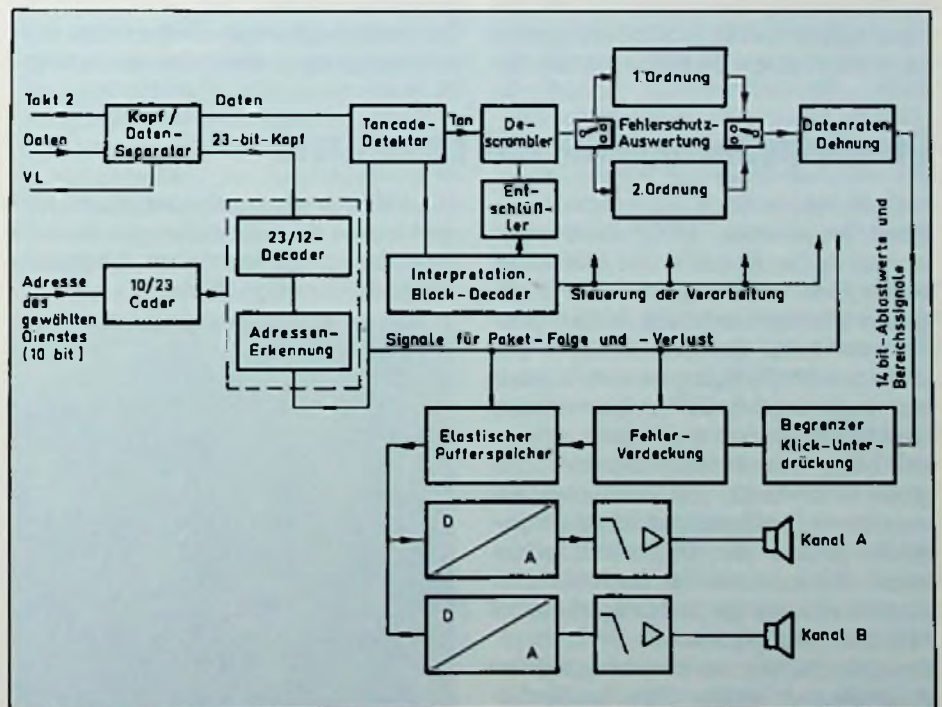 Takt 2
Daten
VL
Kopf /
Daten-
Separator
Daten
23-bit-Kopf
Toncode-
Detektor
Ton
De-
scrambler
1. Ordnung
Fehlerschutz-
Auswertung
2. Ordnung
Datenraten-
Dehnung
Ent-
schlüß-
ler
23/12-
Decoder
Adressen-
Erkennung
Adresse
des
gewählten
Dienstes
(10 bit)
10/23
Coder
Interpretation,
Block-Decoder
Steuerung der Verarbeitung
Signale für Paket-Folge und -Verlust
14 bit-Abtastwerte und
Bereichssignale
Elastischer
Pufferspeicher
Fehler-
Verdeckung
Begrenzer
Klick-Unter-
drückung
D
A
Kanal A
D
A
Kanal B